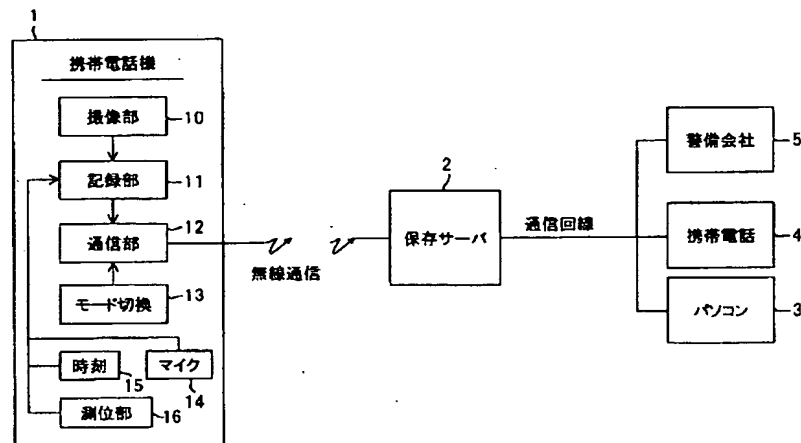 1
携帯電話機
撮像部 10
記録部 11
通信部 12
モード切換 13
時刻 15
マイク 14
測位部 16
無線通信
2
保存サーバ
通信回線
警備会社 5
携帯電話 4
パソコン 3